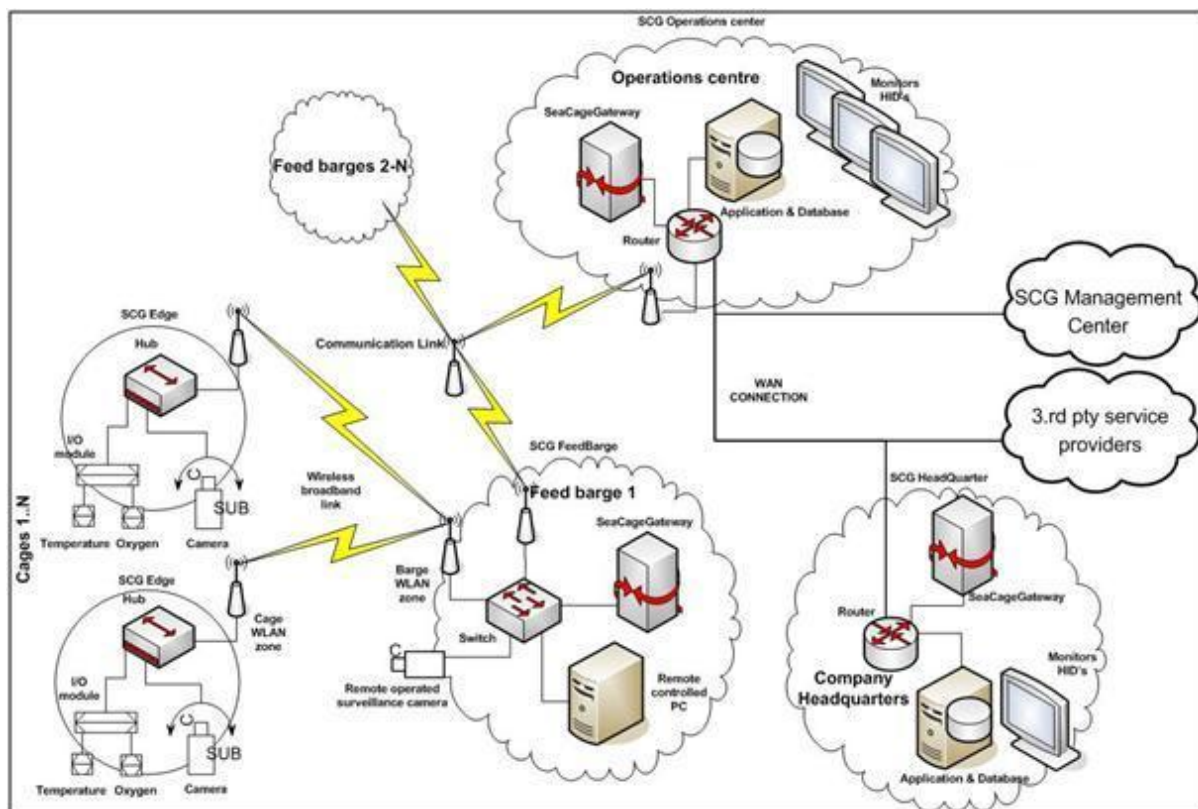 SCG Operations center
Operations centre
Monitors
HID's
SeaCageGateway
Application & Database
Router
Feed barges 2-N
SCG Management
Center
Communication Link
WAN
CONNECTION
3.rd pty service
providers
SCG Edge
Hub
I/O
module
C
SUB
Temperature
Oxygen
Camera
Wireless
broadband
link
SCG FeedBarge
Feed barge 1
SeaCageGateway
Barge
WLAN
zone
Switch
C
Remote operated
surveillance camera
Remote
controlled
PC
SCG HeadQuarter
SeaCageGateway
Router
Company
Headquarters
Monitors
HID's
Application & Database
Cages 1..N
SCG Edge
Hub
Cage
WLAN
zone
I/O
module
C
SUB
Temperature
Oxygen
Camera